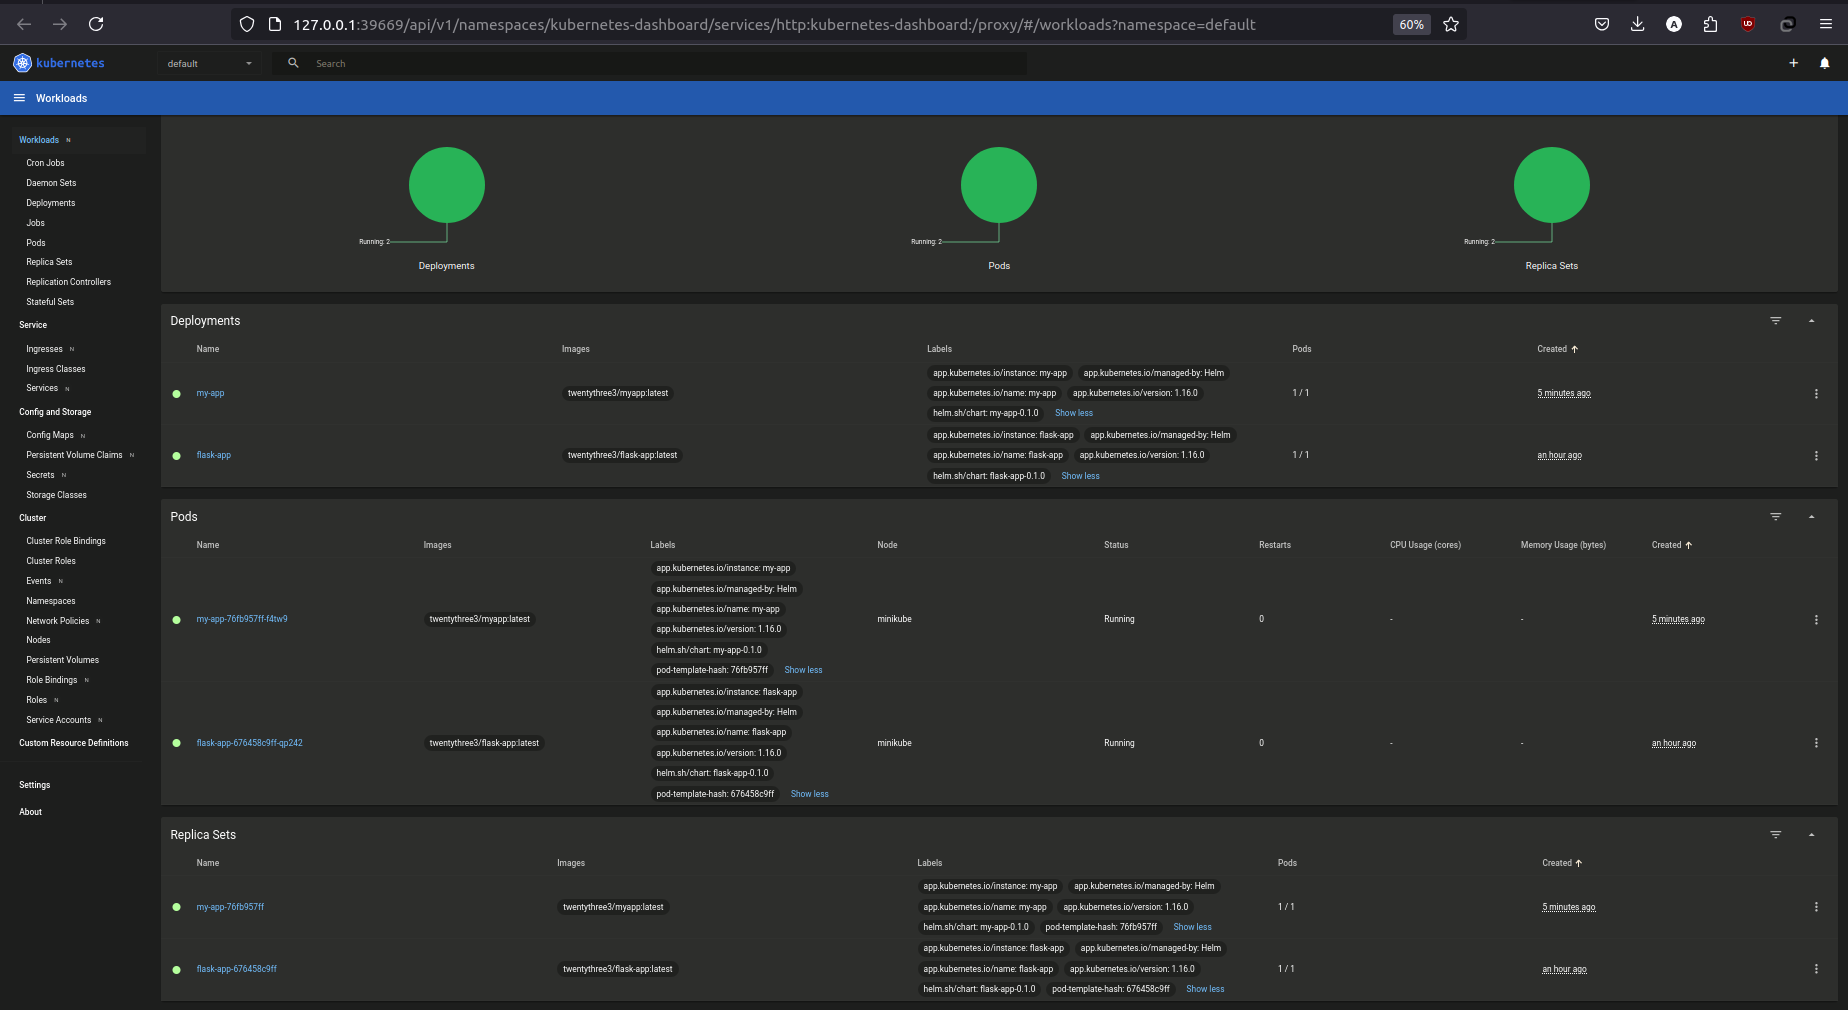 127.0.0.1:39669/api/v1/namespaces/kubernetes-dashboard/services/http:kubernetes-dashboard:/proxy/#/workloads?namespace=default
60%
A
kubernetes
default
Search
Workloads
Workloads N
Cron Jobs
Daemon Sets
Deployments
Jobs
Pods
Replica Sets
Replication Controllers
Stateful Sets
Service
Ingresses N
Ingress Classes
Services N
Config and Storage
Config Maps N
Persistent Volume Claims N
Secrets N
Storage Classes
Cluster
Cluster Role Bindings
Cluster Roles
Events N
Namespaces
Network Policies N
Nodes
Persistent Volumes
Role Bindings N
Roles N
Service Accounts N
Custom Resource Definitions
Settings
About
Running: 2 Running: 2 Running: 2
Deployments Pods Replica Sets
Deployments
Name Images Labels Pods Created
app.kubernetes.io/instance: my-app app.kubernetes.io/managed-by: Helm
my-app twentythree3/myapp:latest app.kubernetes.io/name: my-app app.kubernetes.io/version: 1.16.0 1 / 1 5 minutes ago
helm.sh/chart: my-app-0.1.0 Show less
app.kubernetes.io/instance: flask-app app.kubernetes.io/managed-by: Helm
flask-app twentythree3/flask-app:latest app.kubernetes.io/name: flask-app app.kubernetes.io/version: 1.16.0 1 / 1 an hour ago
helm.sh/chart: flask-app-0.1.0 Show less
Pods
Name Images Labels Node Status Restarts CPU Usage (cores) Memory Usage (bytes) Created
app.kubernetes.io/instance: my-app
app.kubernetes.io/managed-by: Helm
app.kubernetes.io/name: my-app
my-app-76fb957ff-f4tw9 twentythree3/myapp:latest minikube Running 0 - - 5 minutes ago
app.kubernetes.io/version: 1.16.0
helm.sh/chart: my-app-0.1.0
pod-template-hash: 76fb957ff Show less
app.kubernetes.io/instance: flask-app
app.kubernetes.io/managed-by: Helm
app.kubernetes.io/name: flask-app
flask-app-676458c9ff-qp242 twentythree3/flask-app:latest minikube Running 0 - - an hour ago
app.kubernetes.io/version: 1.16.0
helm.sh/chart: flask-app-0.1.0
pod-template-hash: 676458c9ff Show less
Replica Sets
Name Images Labels Pods Created
app.kubernetes.io/instance: my-app app.kubernetes.io/managed-by: Helm
my-app-76fb957ff twentythree3/myapp:latest app.kubernetes.io/name: my-app app.kubernetes.io/version: 1.16.0 1 / 1 5 minutes ago
helm.sh/chart: my-app-0.1.0 pod-template-hash: 76fb957ff Show less
app.kubernetes.io/instance: flask-app app.kubernetes.io/managed-by: Helm
flask-app-676458c9ff twentythree3/flask-app:latest app.kubernetes.io/name: flask-app app.kubernetes.io/version: 1.16.0 1 / 1 an hour ago
helm.sh/chart: flask-app-0.1.0 pod-template-hash: 676458c9ff Show less